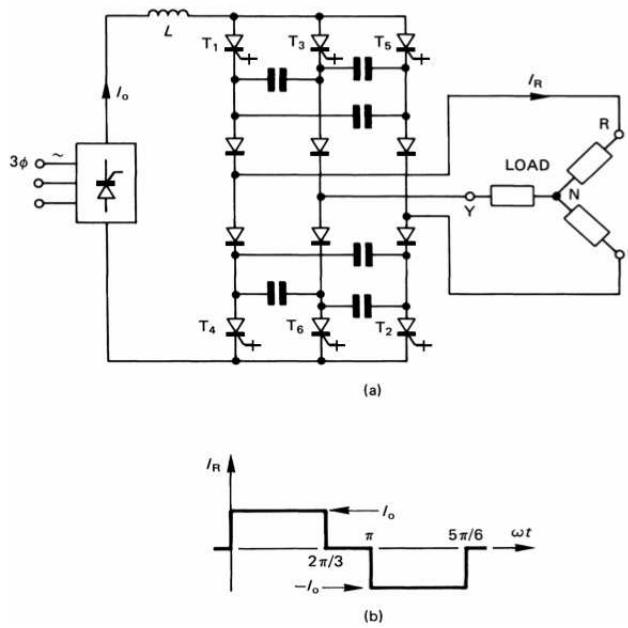 L
T1
T3
T5
Io
IR
R
3ϕ
~
LOAD
N
Y
T4
T6
T2
(a)
IR
Io
π
5π/6
ωt
2π/3
−Io
(b)